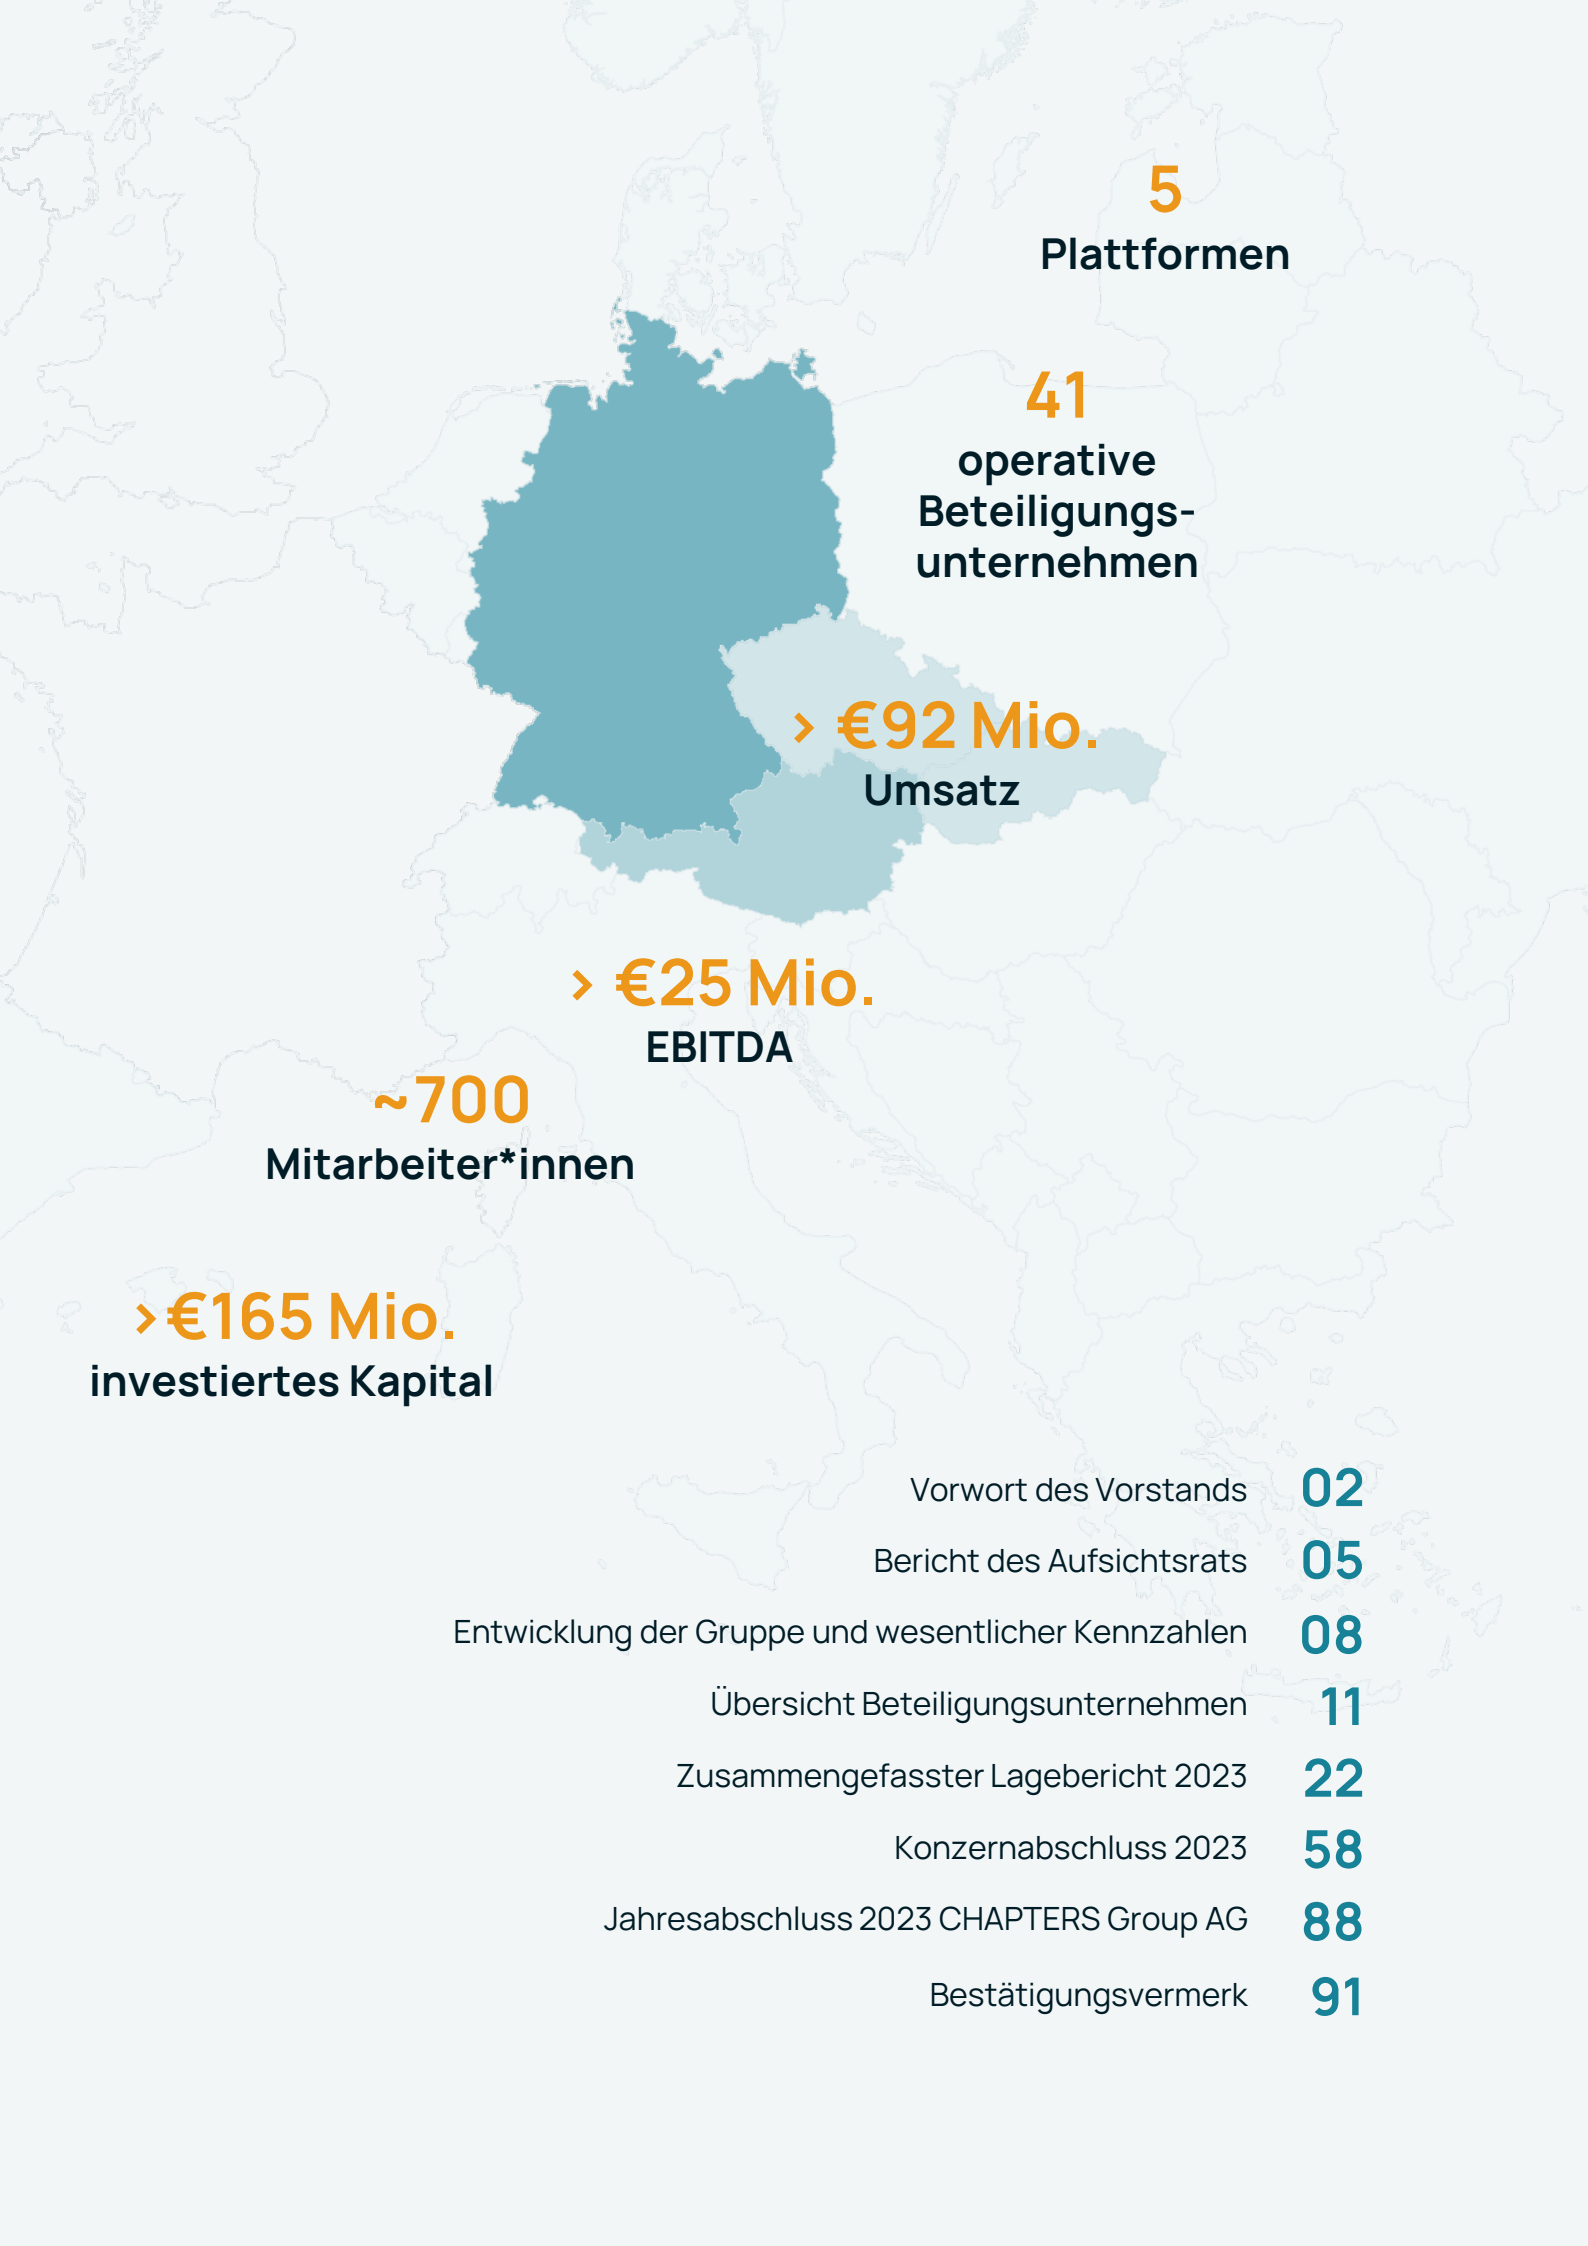 5
Plattformen
41
operative
Beteiligungs-
unternehmen
> €92 Mio.
Umsatz
> €25 Mio.
EBITDA
~700
Mitarbeiter*innen
>€165 Mio.
investiertes Kapital
Vorwort des Vorstands 02
Bericht des Aufsichtsrats 05
Entwicklung der Gruppe und wesentlicher Kennzahlen 08
Übersicht Beteiligungsunternehmen 11
Zusammengefasster Lagebericht 2023 22
Konzernabschluss 2023 58
Jahresabschluss 2023 CHAPTERS Group AG 88
Bestätigungsvermerk 91